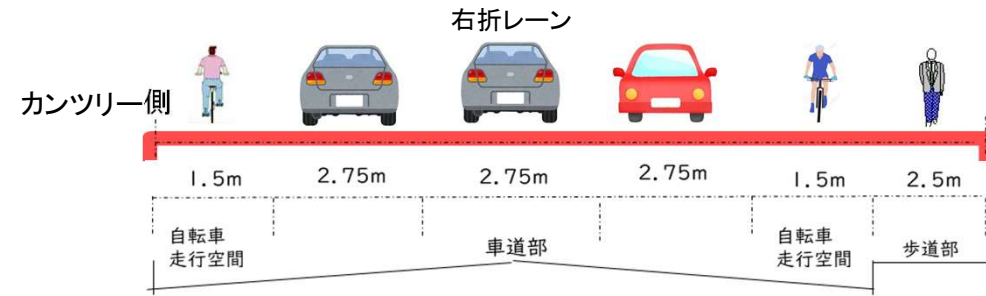 右折レーン
カンツリー側
1.5m 2.75m 2.75m 2.75m 1.5m 2.5m
自転車
走行空間
車道部
自転車
走行空間
歩道部